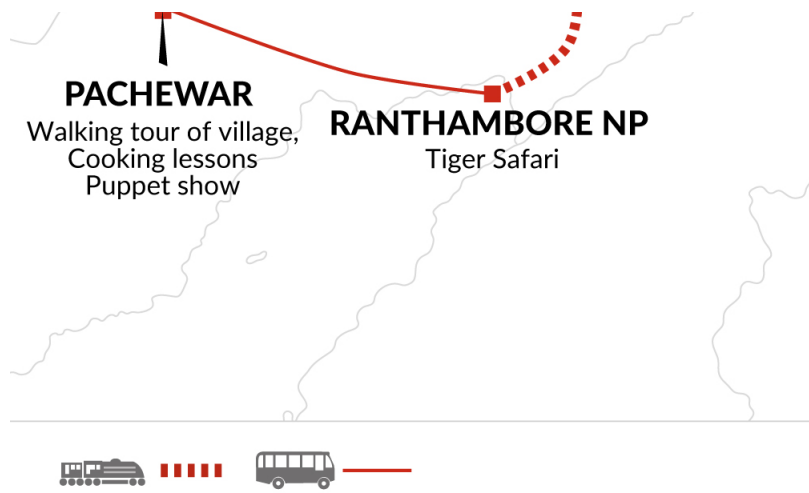 PACHEWAR
Walking tour of village,
Cooking lessons
Puppet show
RANTHAMBORE NP
Tiger Safari